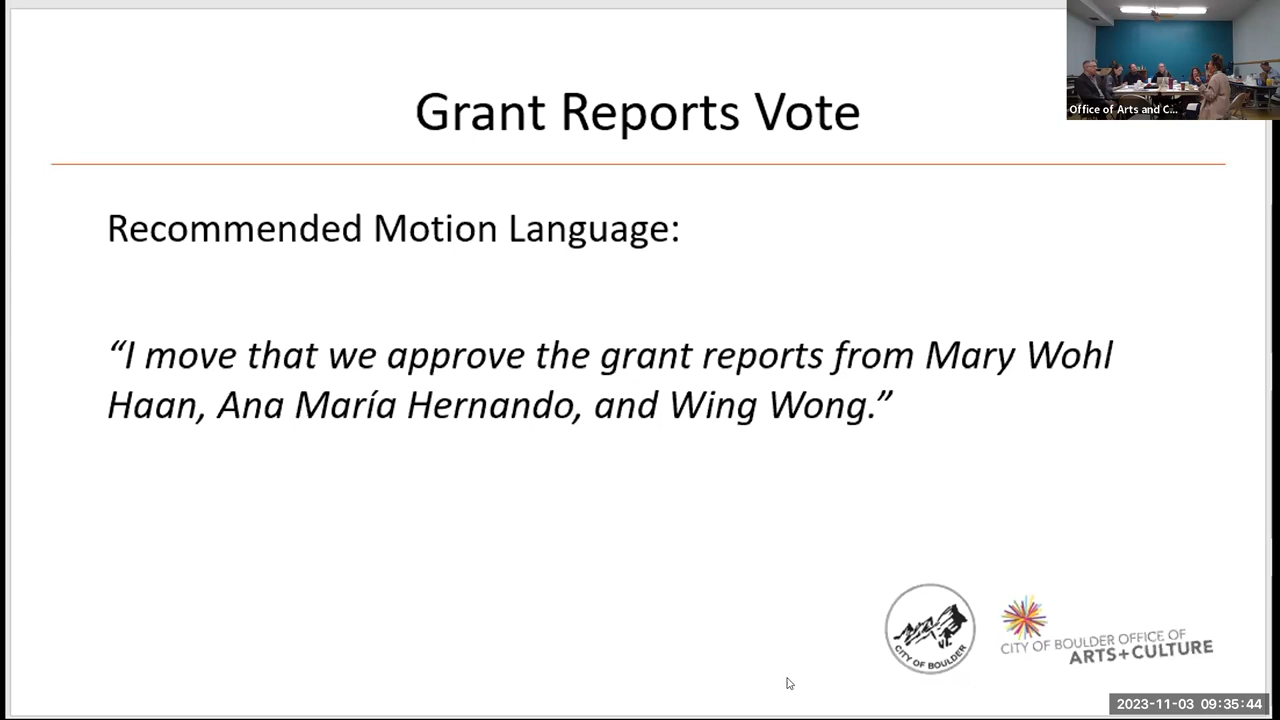 Office of Arts and C...
Grant Reports Vote
Recommended Motion Language:
“I move that we approve the grant reports from Mary Wohl
Haan, Ana María Hernando, and Wing Wong.”
CITY OF BOULDER
CITY OF BOULDER OFFICE OF
ARTS+CULTURE
2023-11-03 09:35:44